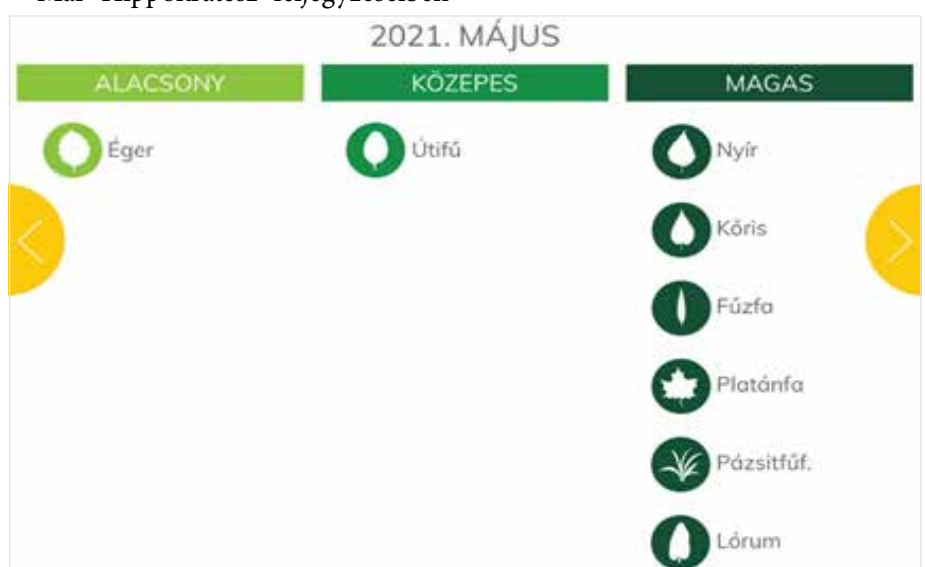 2021. MÁJUS
ALACSONY KÖZEPES MAGAS
Éger Útifű Nyír
Kőris
Fűzfa
Platánfa
Pázsitfűf.
Lórum